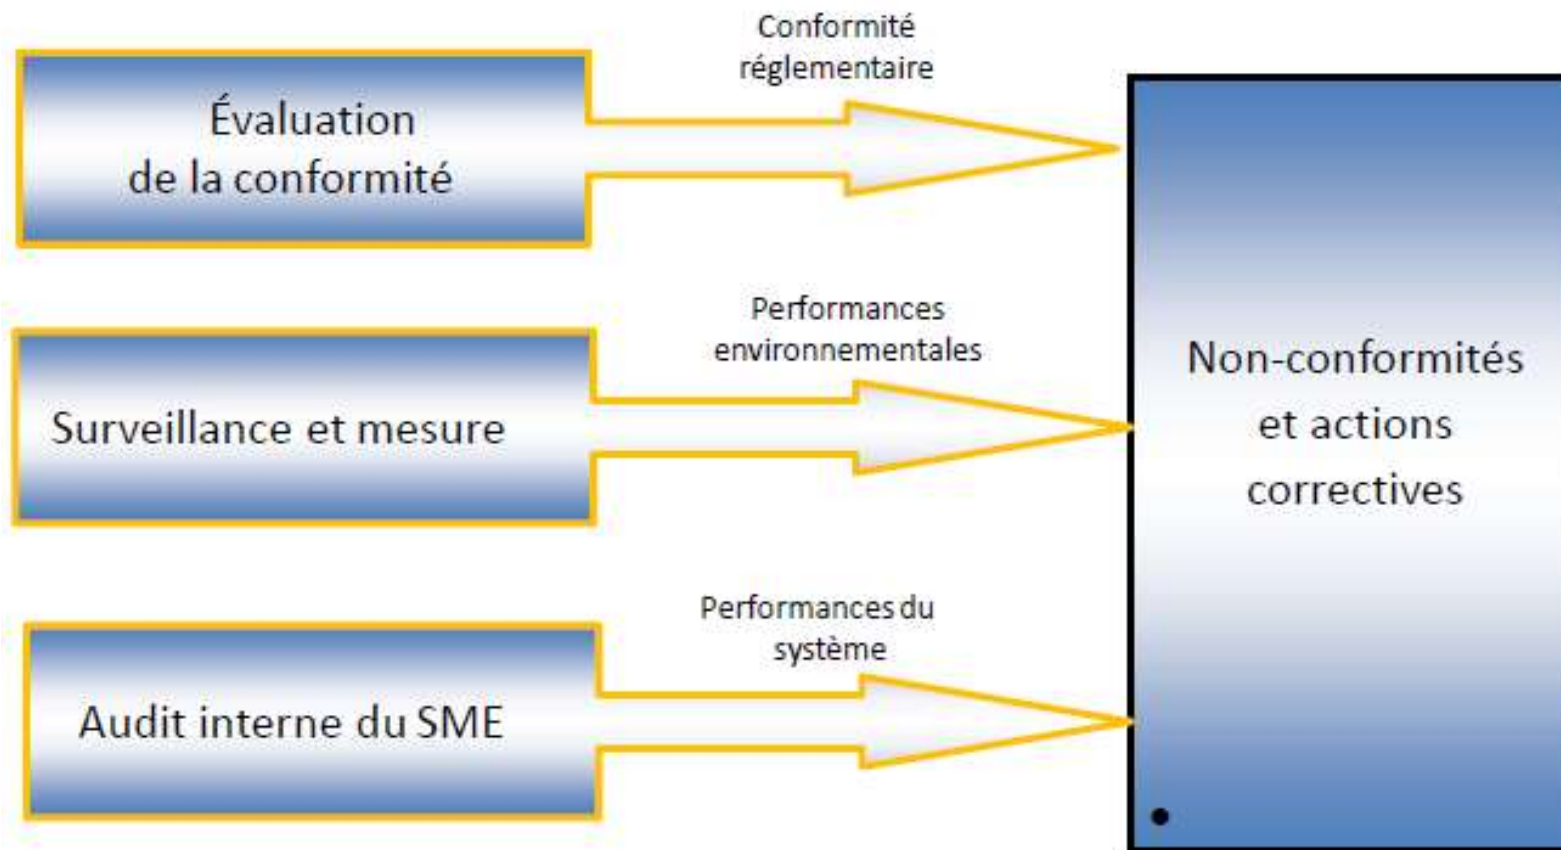 Conformité
réglementaire
Évaluation
de la conformité
Performances
environnementales
Surveillance et mesure
Non-conformités
et actions
correctives
Performances du
système
Audit interne du SME
•